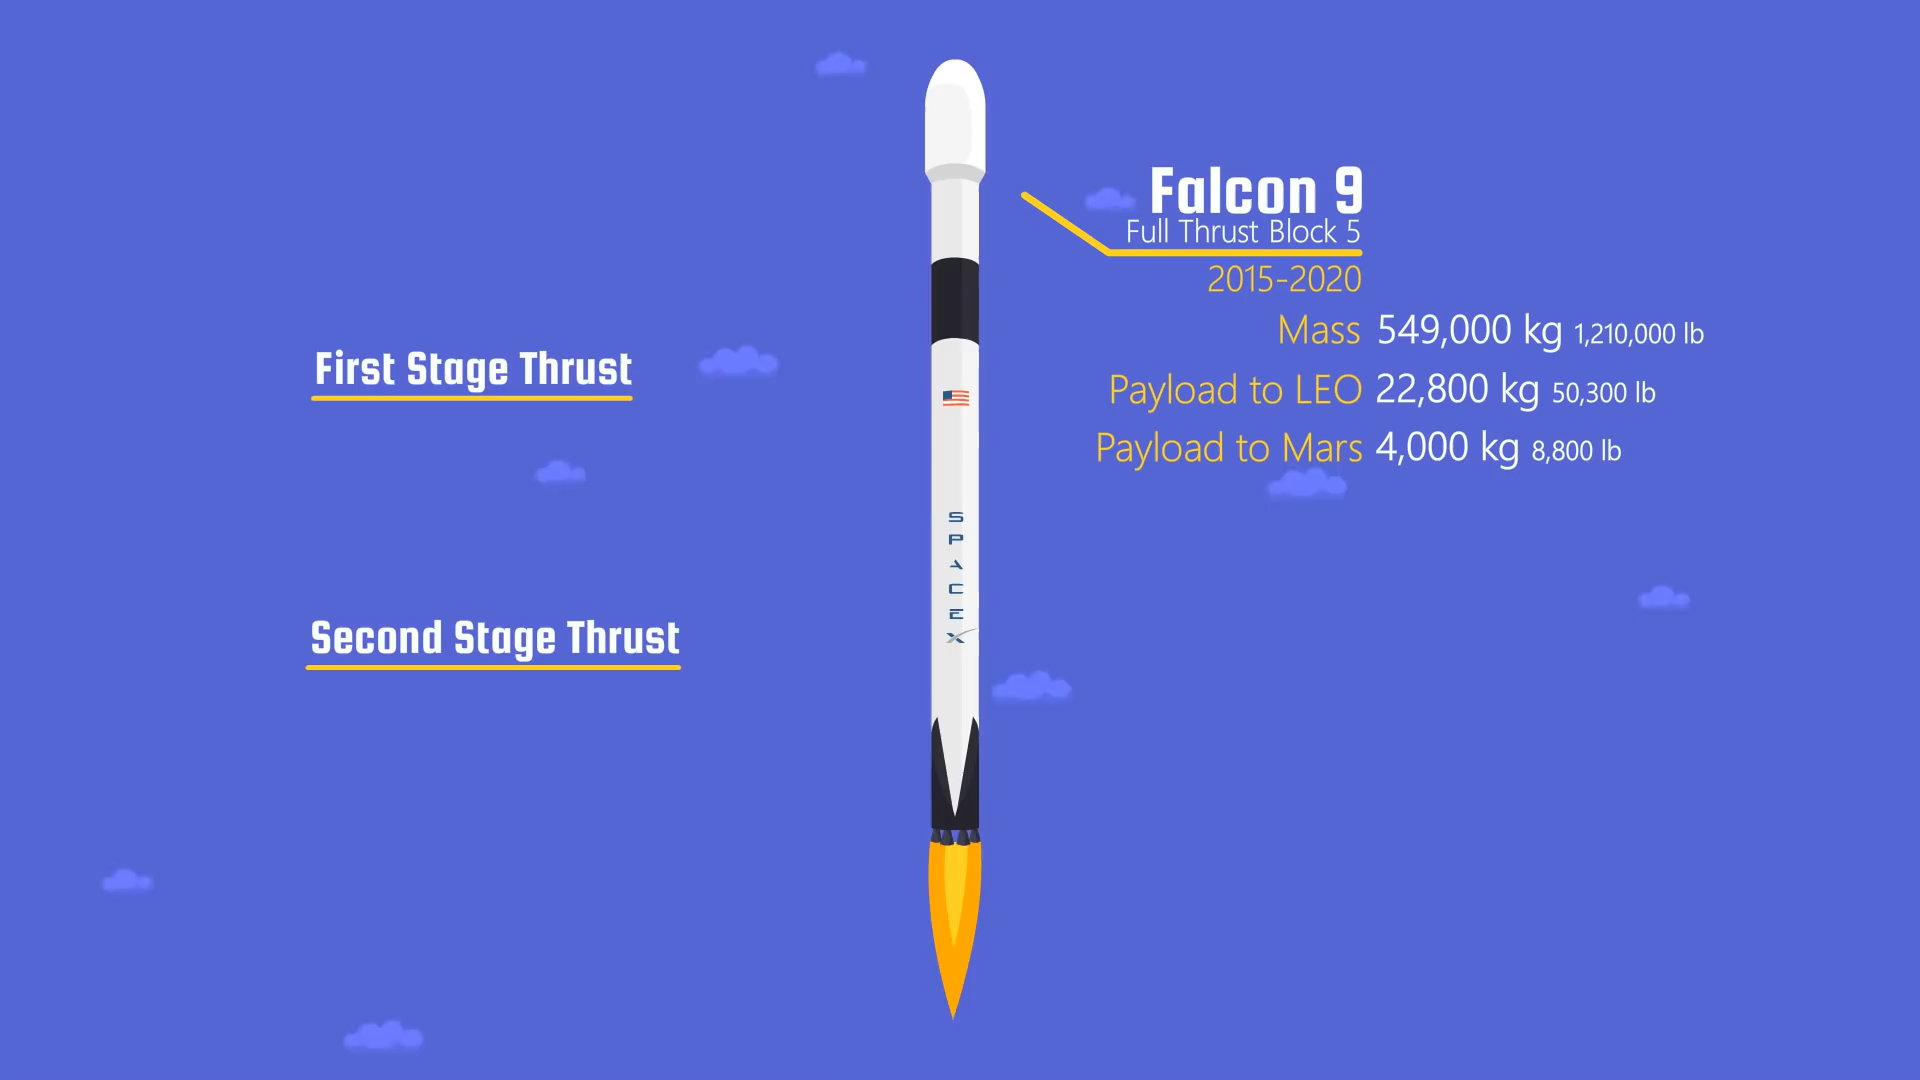 Falcon 9
Full Thrust Block 5
2015-2020
Mass 549,000 kg 1,210,000 lb
Payload to LEO 22,800 kg 50,300 lb
Payload to Mars 4,000 kg 8,800 lb
First Stage Thrust
Second Stage Thrust
SPACEX